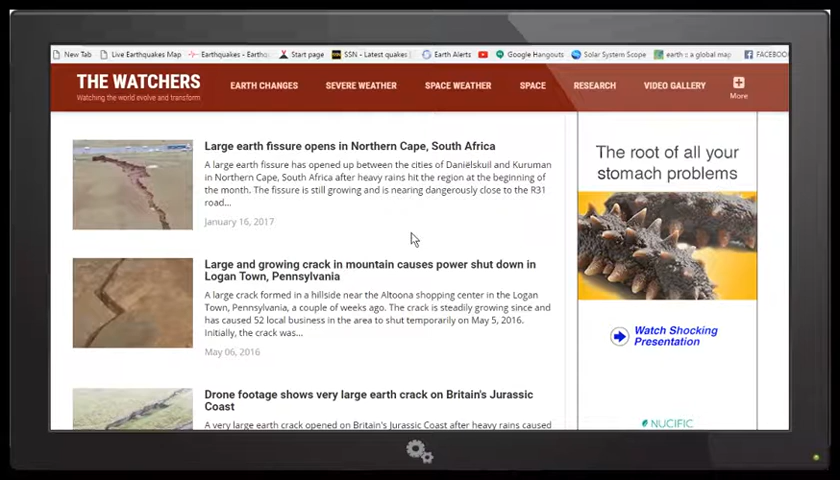 New Tab Live Earthquakes Map Earthquakes - Earthq Start page SSN - Latest quakes Earth Alerts Google Hangouts Solar System Scope earth :: a global map FACEBOO
THE WATCHERS
Watching the world evolve and transform
EARTH CHANGES SEVERE WEATHER SPACE WEATHER SPACE RESEARCH VIDEO GALLERY More
Large earth fissure opens in Northern Cape, South Africa
A large earth fissure has opened up between the cities of Daniëlskuil and Kuruman
in Northern Cape, South Africa after heavy rains hit the region at the beginning of
the month. The fissure is still growing and is nearing dangerously close to the R31
road...
January 16, 2017
Large and growing crack in mountain causes power shut down in
Logan Town, Pennsylvania
A large crack formed in a hillside near the Altoona shopping center in the Logan
Town, Pennsylvania, a couple of weeks ago. The crack is steadily growing since and
has caused 52 local business in the area to shut temporarily on May 5, 2016.
Initially, the crack was...
May 06, 2016
Drone footage shows very large earth crack on Britain's Jurassic
Coast
A very large earth crack opened on Britain's Jurassic Coast after heavy rains caused
The root of all your
stomach problems
Watch Shocking
Presentation
NUCIFIC